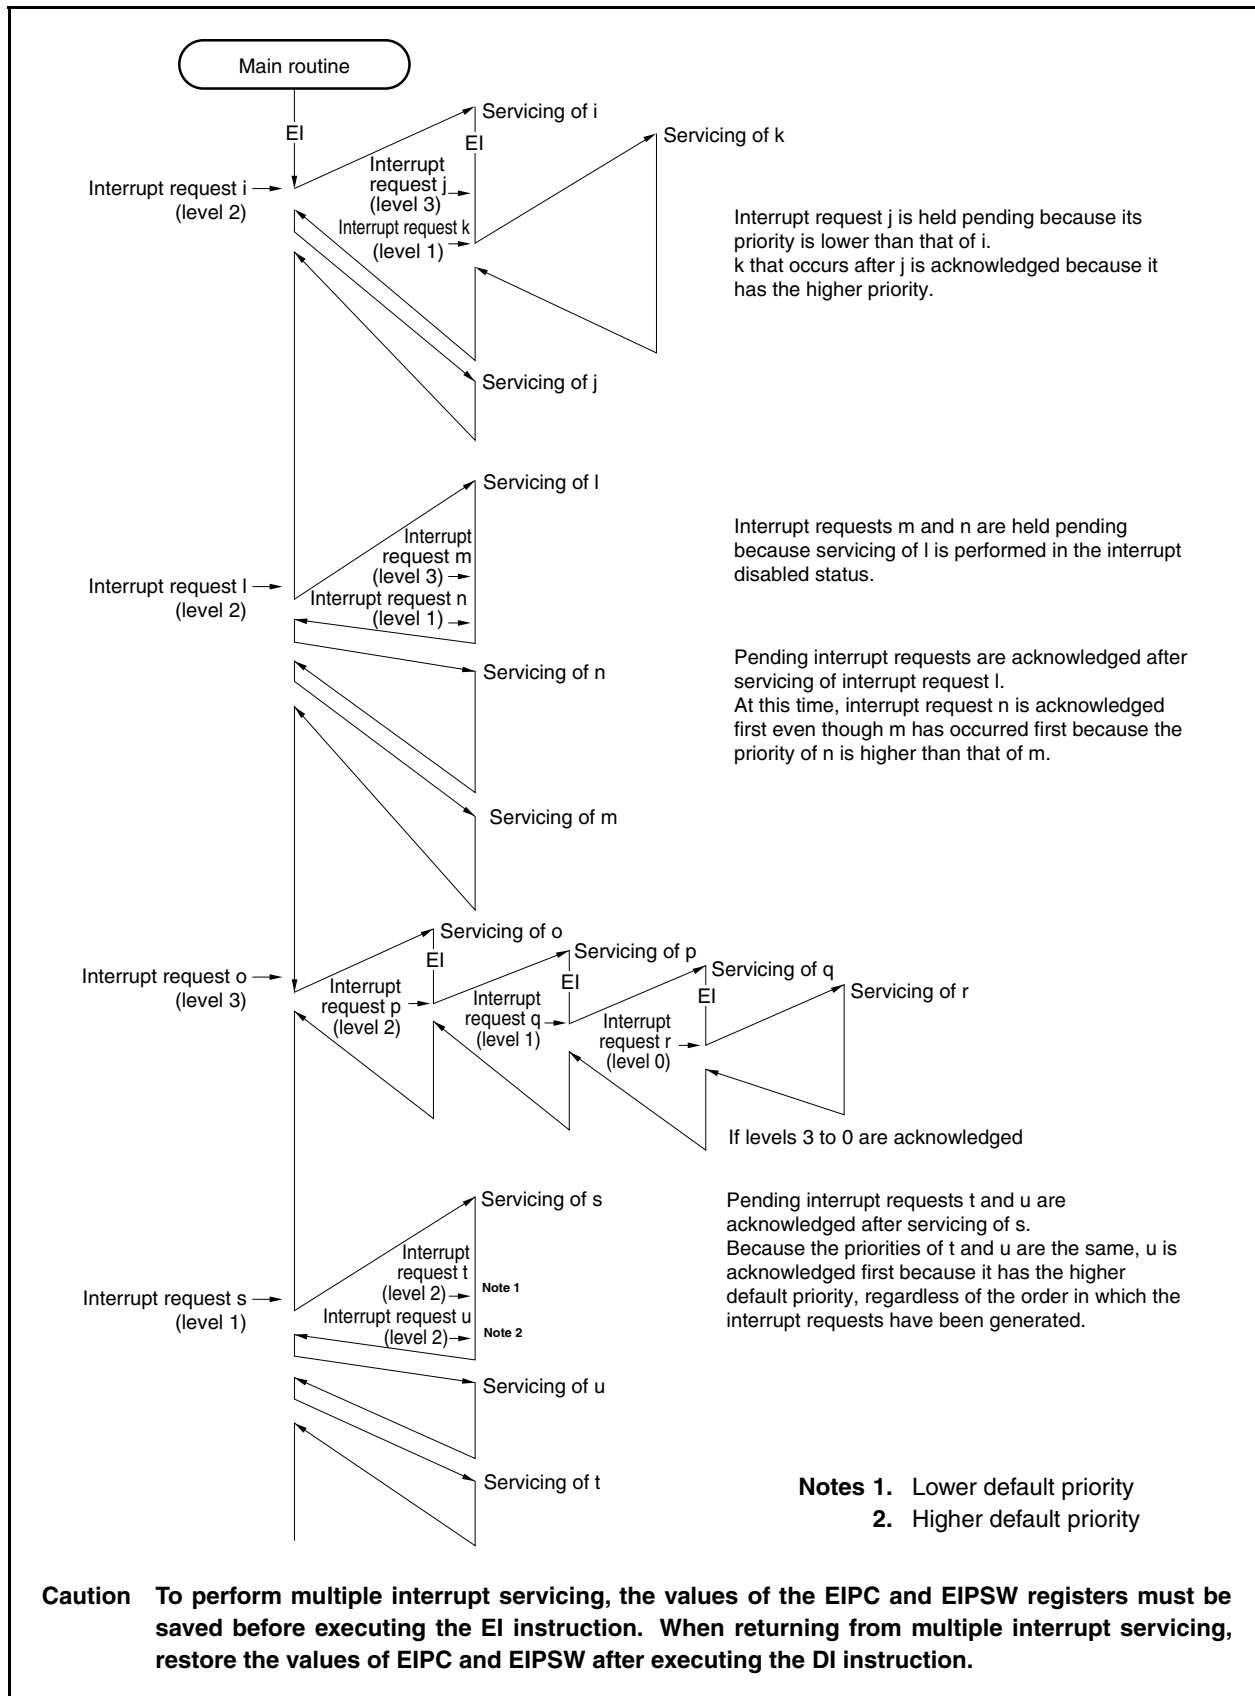 Main routine
EI
Servicing of i
EI
Servicing of k
Interrupt request i
(level 2)
Interrupt
request j
(level 3)
Interrupt request k
(level 1)
Interrupt request j is held pending because its
priority is lower than that of i.
k that occurs after j is acknowledged because it
has the higher priority.
Servicing of j
Servicing of l
Interrupt request l
(level 2)
Interrupt
request m
(level 3)
Interrupt request n
(level 1)
Interrupt requests m and n are held pending
because servicing of l is performed in the interrupt
disabled status.
Servicing of n
Pending interrupt requests are acknowledged after
servicing of interrupt request l.
At this time, interrupt request n is acknowledged
first even though m has occurred first because the
priority of n is higher than that of m.
Servicing of m
Interrupt request o
(level 3)
Servicing of o
EI
Interrupt
request p
(level 2)
Servicing of p
EI
Interrupt
request q
(level 1)
Servicing of q
EI
Interrupt
request r
(level 0)
Servicing of r
If levels 3 to 0 are acknowledged
Servicing of s
Interrupt request s
(level 1)
Interrupt
request t
(level 2)
Note 1
Interrupt request u
(level 2)
Note 2
Pending interrupt requests t and u are
acknowledged after servicing of s.
Because the priorities of t and u are the same, u is
acknowledged first because it has the higher
default priority, regardless of the order in which the
interrupt requests have been generated.
Servicing of u
Servicing of t
Notes 1. Lower default priority
2. Higher default priority
Caution To perform multiple interrupt servicing, the values of the EIPC and EIPSW registers must be
saved before executing the EI instruction. When returning from multiple interrupt servicing,
restore the values of EIPC and EIPSW after executing the DI instruction.